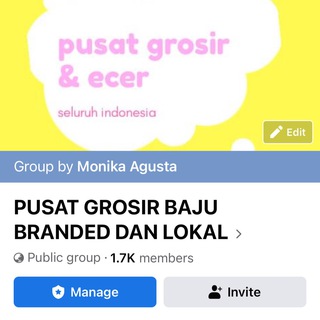 pusat grosir
& ecer
seluruh indonesia
Edit
Group by Monika Agusta
PUSAT GROSIR BAJU
BRANDED DAN LOKAL
Public group · 1.7K members
Manage
Invite